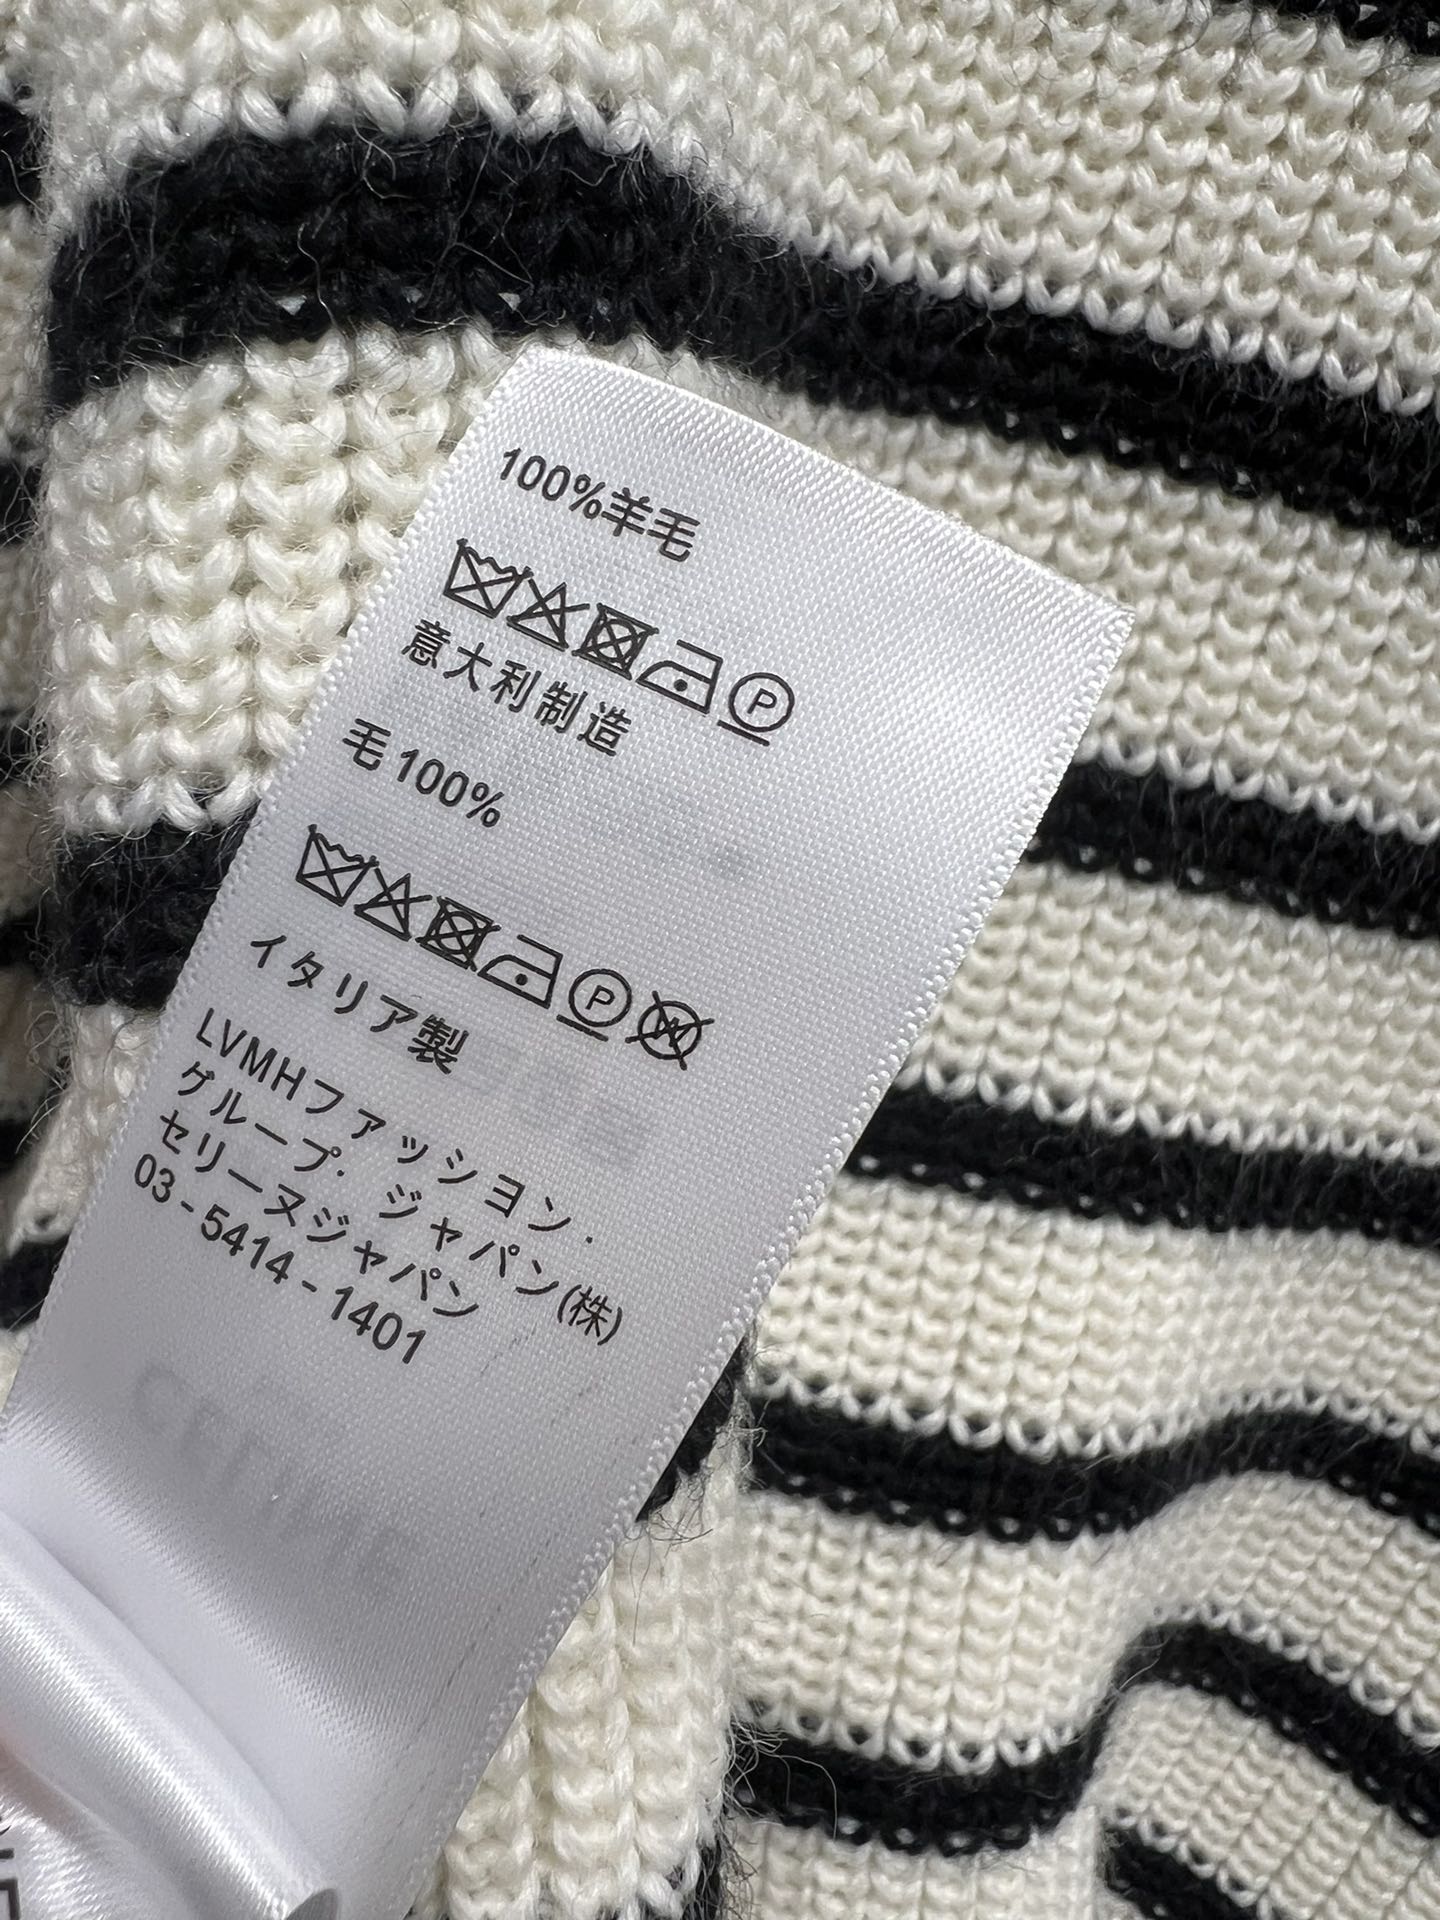 100%羊毛
P
意大利制造
毛 100%
P W
イタリア製
LVMHファッション・
グループ・ジャパン(株)
セリーヌジャパン
03-5414-1401